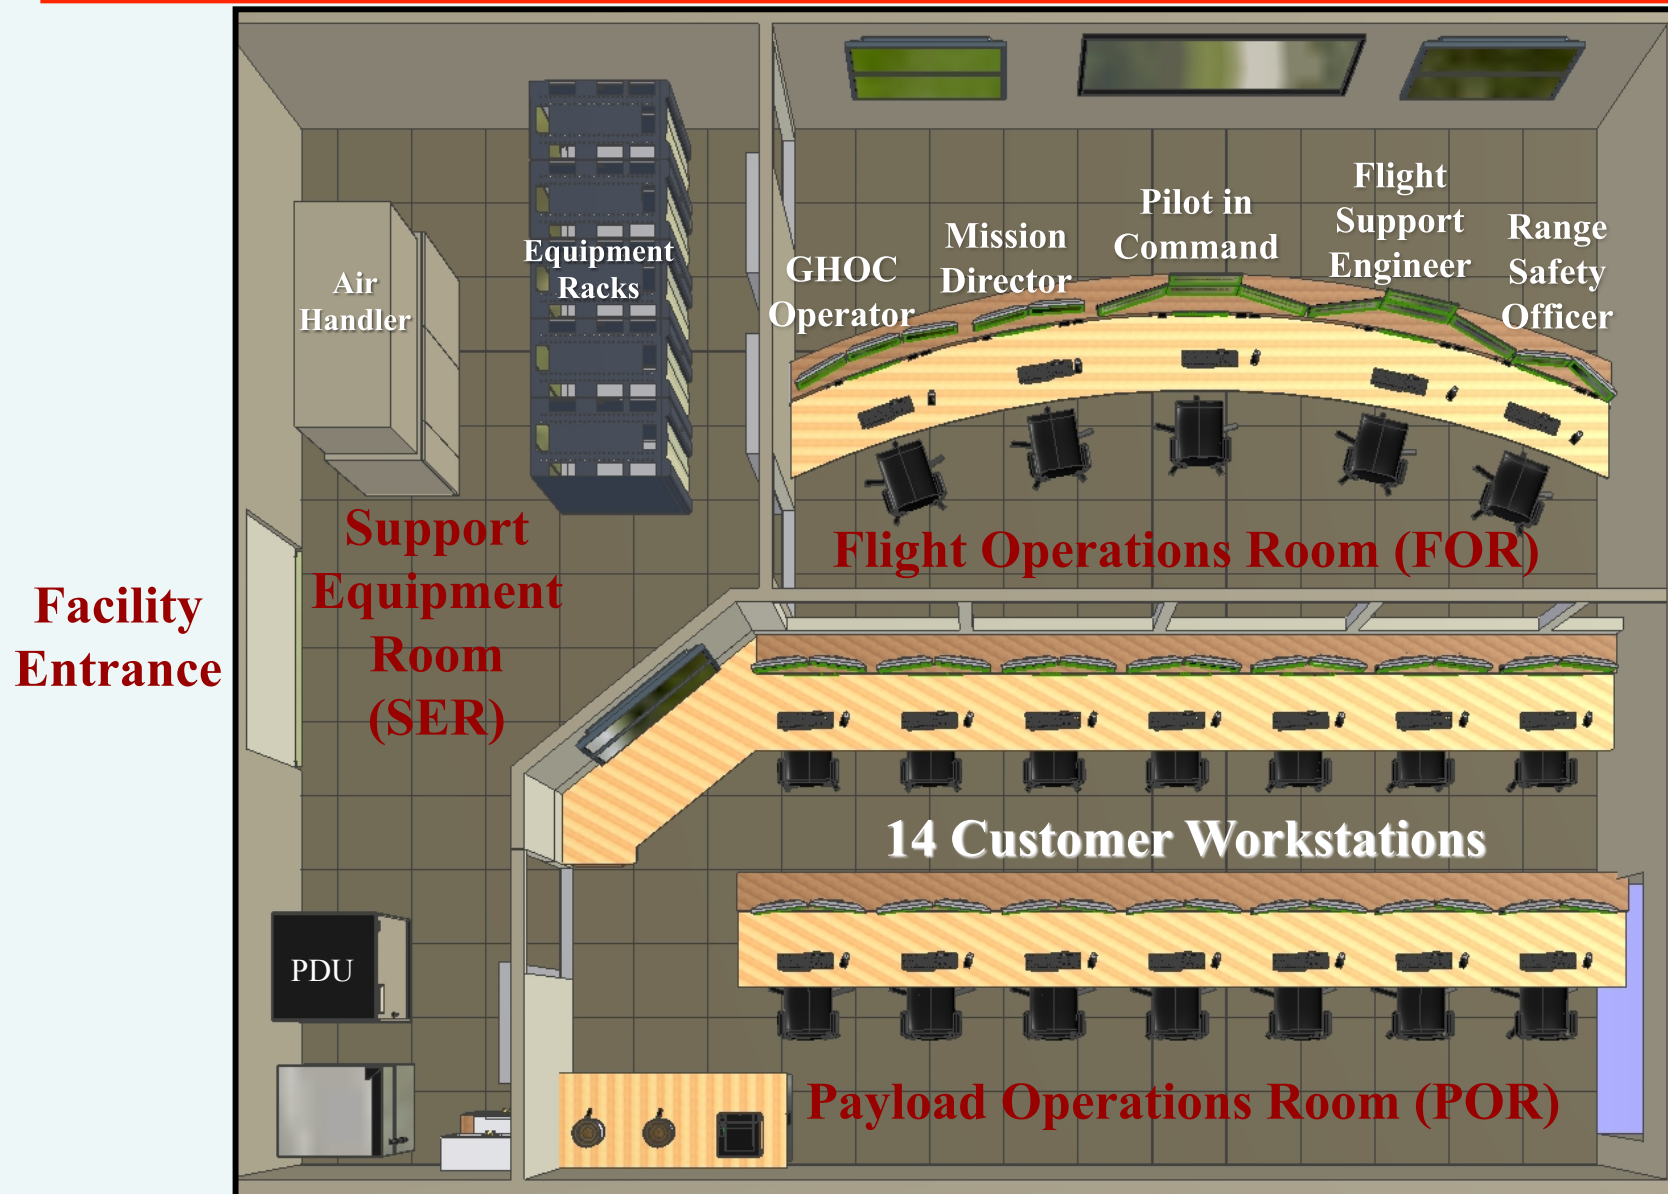 Air
Handler
Equipment
Racks
GHOC
Operator
Mission
Director
Pilot in
Command
Flight
Support
Engineer
Range
Safety
Officer
Support
Equipment
Room
(SER)
Flight Operations Room (FOR)
Facility
Entrance
14 Customer Workstations
PDU
Payload Operations Room (POR)